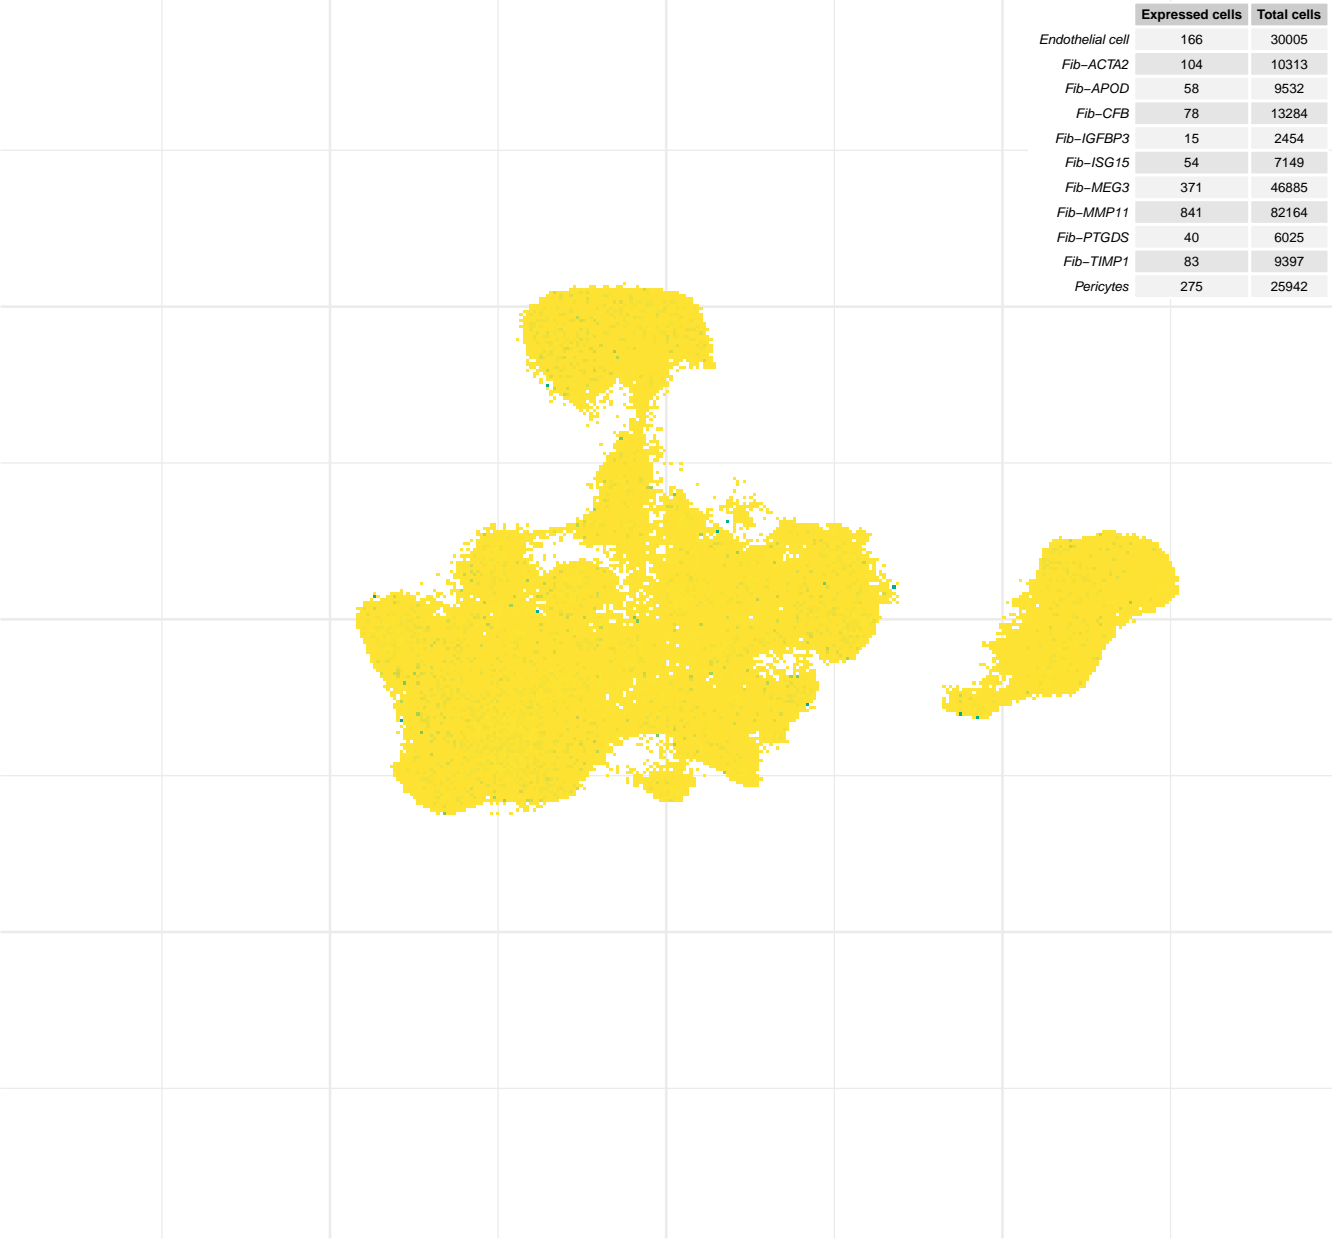 Expressed cells Total cells
Endothelial cell 166 30005
Fib−ACTA2 104 10313
Fib−APOD 58 9532
Fib−CFB 78 13284
Fib−IGFBP3 15 2454
Fib−ISG15 54 7149
Fib−MEG3 371 46885
Fib−MMP11 841 82164
Fib−PTGDS 40 6025
Fib−TIMP1 83 9397
Pericytes 275 25942